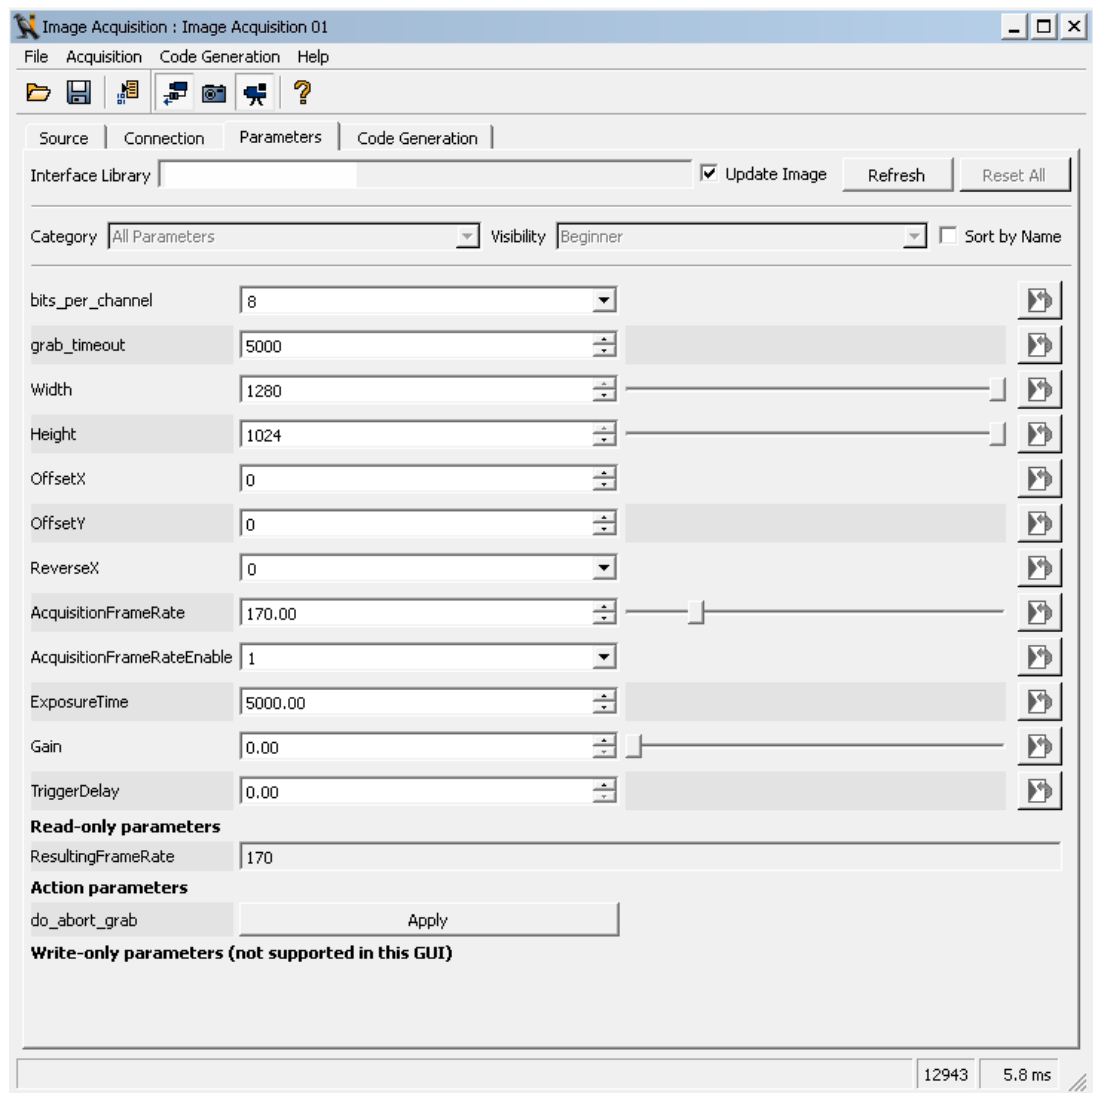 Image Acquisition : Image Acquisition 01
File Acquisition Code Generation Help
Source Connection Parameters Code Generation
Interface Library Update Image Refresh Reset All
Category All Parameters Visibility Beginner Sort by Name
bits_per_channel 8
grab_timeout 5000
Width 1280
Height 1024
OffsetX 0
OffsetY 0
ReverseX 0
AcquisitionFrameRate 170.00
AcquisitionFrameRateEnable 1
ExposureTime 5000.00
Gain 0.00
TriggerDelay 0.00
Read-only parameters
ResultingFrameRate 170
Action parameters
do_abort_grab Apply
Write-only parameters (not supported in this GUI)
12943 5.8 ms